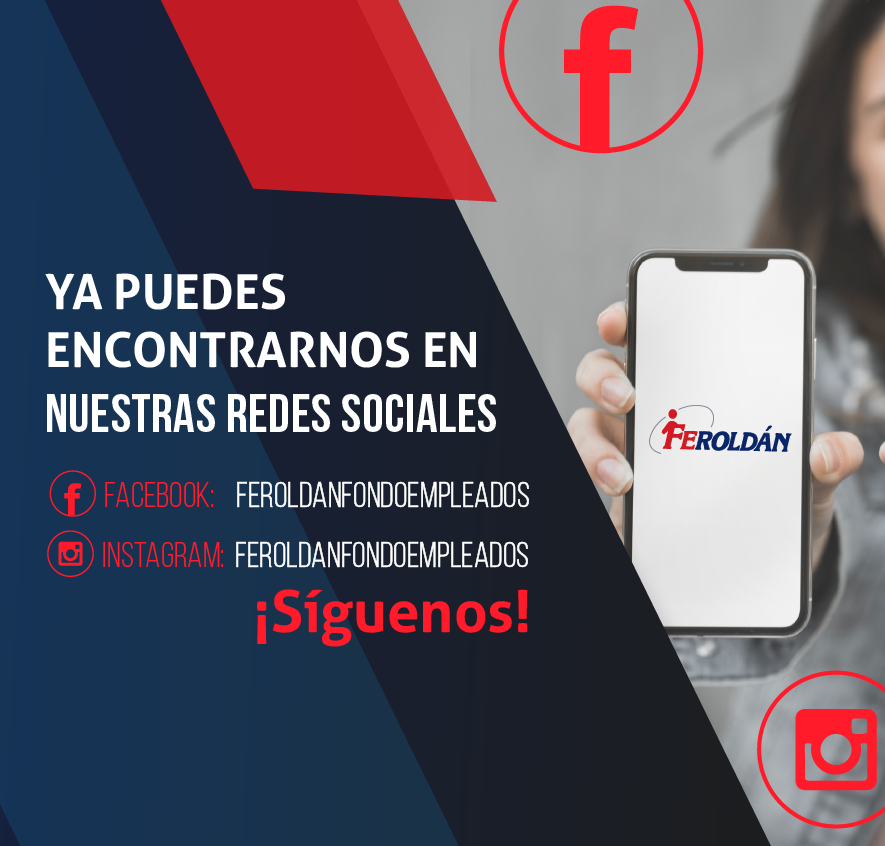 YA PUEDES
ENCONTRARNOS EN
NUESTRAS REDES SOCIALES
FACEBOOK: FEROLDANFONDOEMPLEADOS
INSTAGRAM: FEROLDANFONDOEMPLEADOS
¡Síguenos!
FEROLDÁN